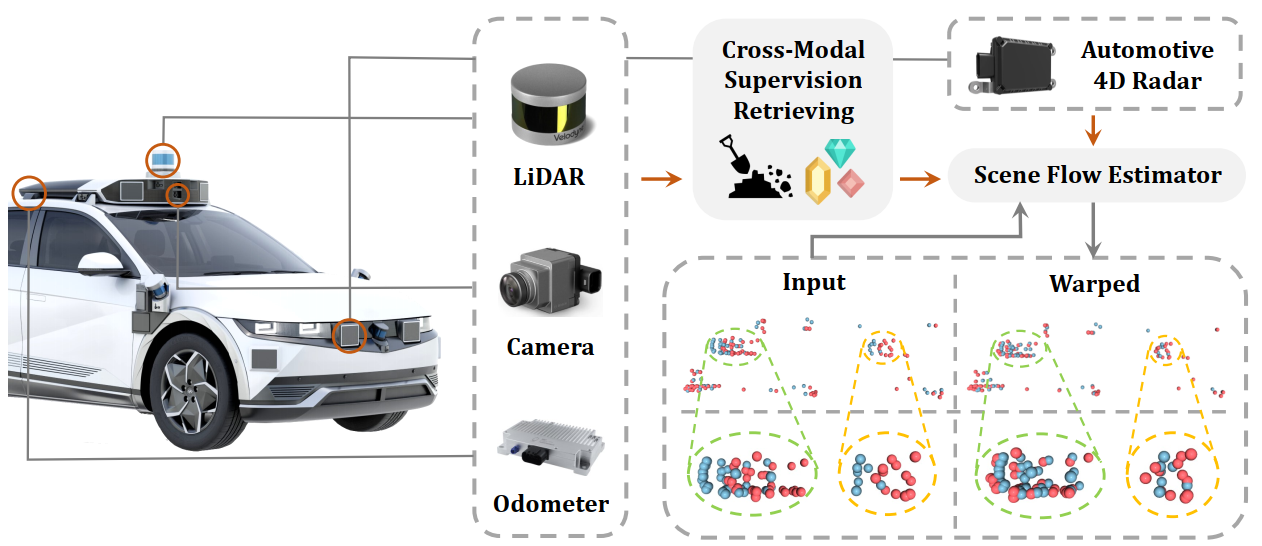 Cross-Modal
Supervision
Retrieving
Automotive
4D Radar
Velodyne
LiDAR
Scene Flow Estimator
Camera
Input
Warped
Odometer